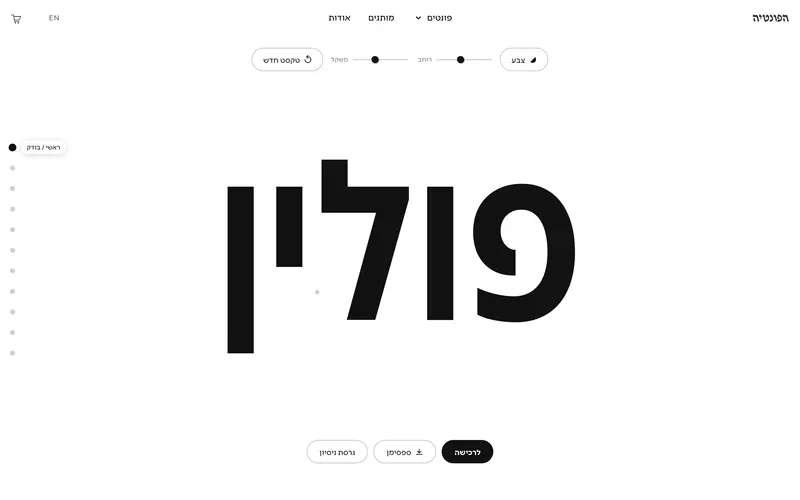 הפונטיה
פונטים מותגים אודות EN
צבע רוחב משקל טקסט חדש
ראשי / בודק
פולין
לרכישה ספסימן גרסת ניסיון